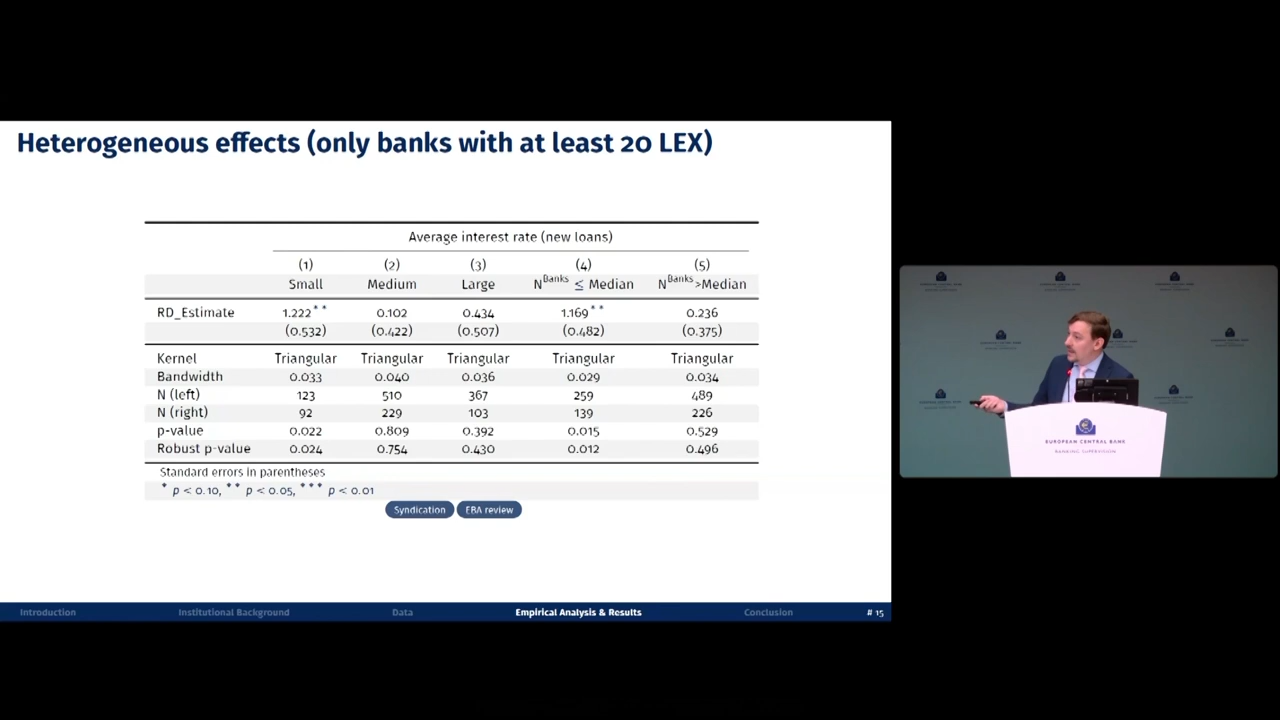 Heterogeneous effects (only banks with at least 20 LEX)
Average interest rate (new loans)
(1) (2) (3) (4) (5)
Small Medium Large N^Banks ≤ Median N^Banks >Median
RD_Estimate 1.222** 0.102 0.434 1.169** 0.236
(0.532) (0.422) (0.507) (0.482) (0.375)
Kernel Triangular Triangular Triangular Triangular Triangular
Bandwidth 0.033 0.040 0.036 0.029 0.034
N (left) 123 510 367 259 489
N (right) 92 229 103 139 226
p-value 0.022 0.809 0.392 0.015 0.529
Robust p-value 0.024 0.754 0.430 0.012 0.496
Standard errors in parentheses
* p < 0.10, ** p < 0.05, *** p < 0.01
Syndication EBA review
Introduction Institutional Background Data Empirical Analysis & Results Conclusion # 15
EUROPEAN CENTRAL BANK
BANKING SUPERVISION